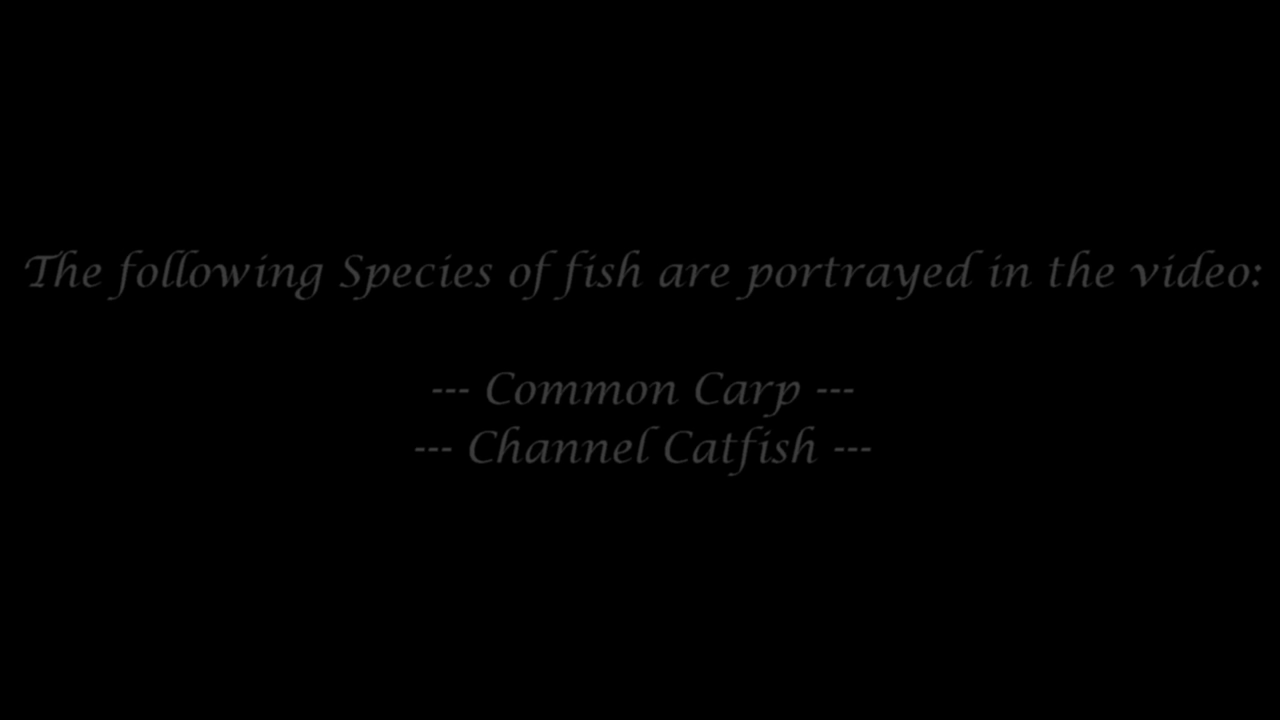 The following Species of fish are portrayed in the video:
--- Common Carp ---
--- Channel Catfish ---